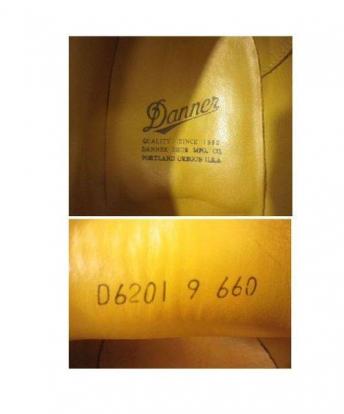 Danner
QUALITY SINCE 1932
DANNER SHOE MFG. CO.
PORTLAND OREGON U.S.A.
D6201 9 660